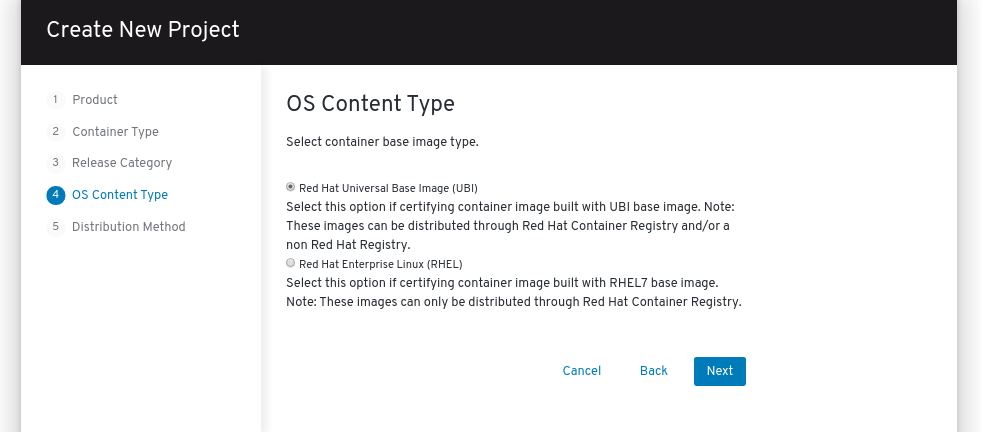 Create New Project
1 Product
2 Container Type
3 Release Category
4 OS Content Type
5 Distribution Method
OS Content Type
Select container base image type.
Red Hat Universal Base Image (UBI)
Select this option if certifying container image built with UBI base image. Note:
These images can be distributed through Red Hat Container Registry and/or a
non Red Hat Registry.
Red Hat Enterprise Linux (RHEL)
Select this option if certifying container image built with RHEL7 base image.
Note: These images can only be distributed through Red Hat Container Registry.
Cancel Back Next